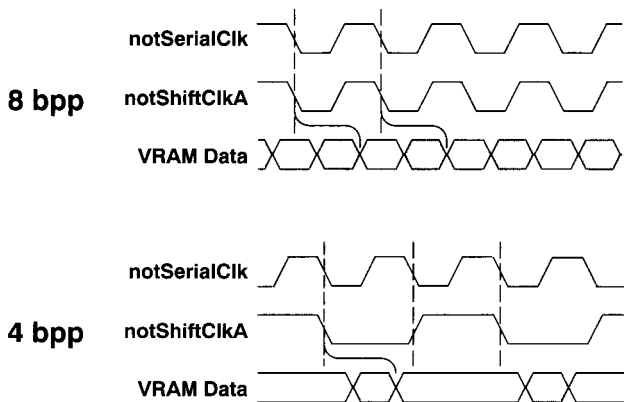 notSerialClk
8 bpp
notShiftClkA
VRAM Data
notSerialClk
4 bpp
notShiftClkA
VRAM Data